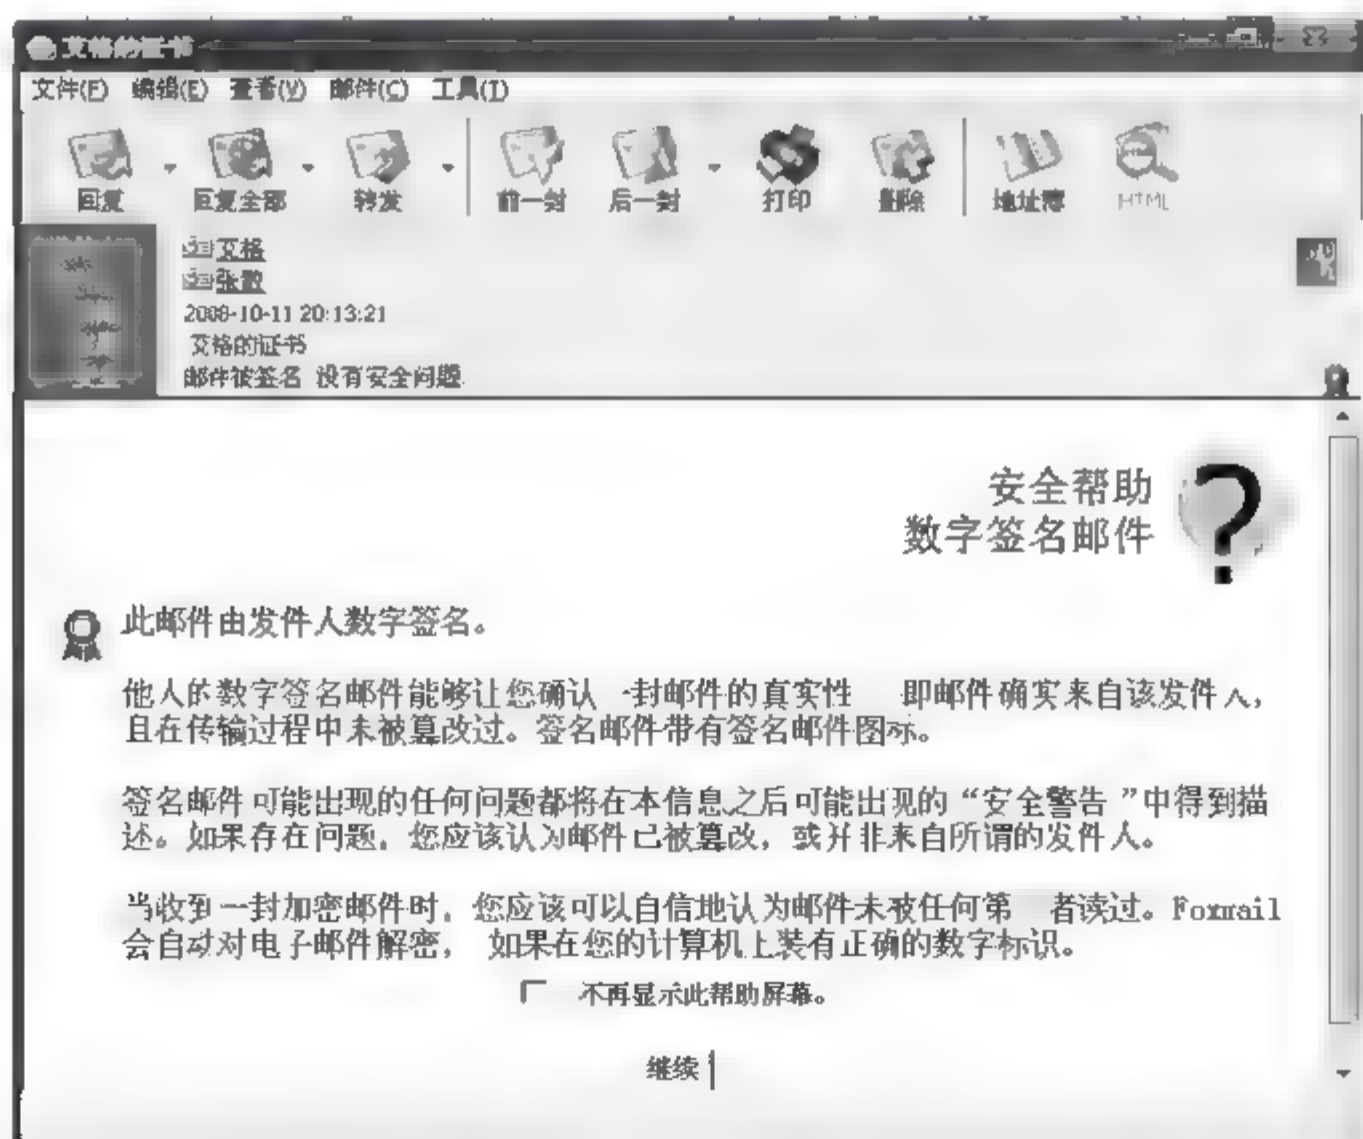 艾格的证书
文件(F) 编辑(E) 查看(V) 邮件(C) 工具(T)
回复 回复全部 转发 前一封 后一封 打印 删除 地址簿 HTML
艾格
张
2008-10-11 20:13:21
艾格的证书
邮件被签名 没有安全问题
安全帮助
数字签名邮件
此邮件由发件人数字签名。
他人的数字签名邮件能够让您确认一封邮件的真实性 即邮件确实来自该发件人,
且在传输过程中未被篡改过。签名邮件带有签名邮件图标。
签名邮件可能出现的任何问题都将在本信息之后可能出现的“安全警告”中得到描
述。如果存在问题, 您应该认为邮件已被篡改, 或并非来自所谓的发件人。
当收到一封加密邮件时, 您应该可以自信地认为邮件未被任何第 者读过。Foxmail
会自动对电子邮件解密, 如果在您的计算机上装有正确的数字标识。
不再显示此帮助屏幕。
继续